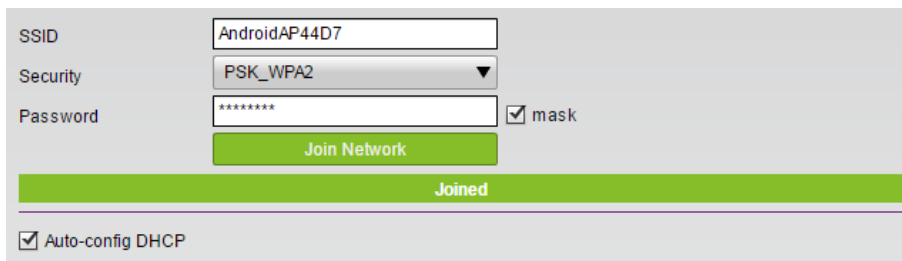 SSID AndroidAP44D7
Security PSK_WPA2
Password ******** mask
Join Network
Joined
Auto-config DHCP